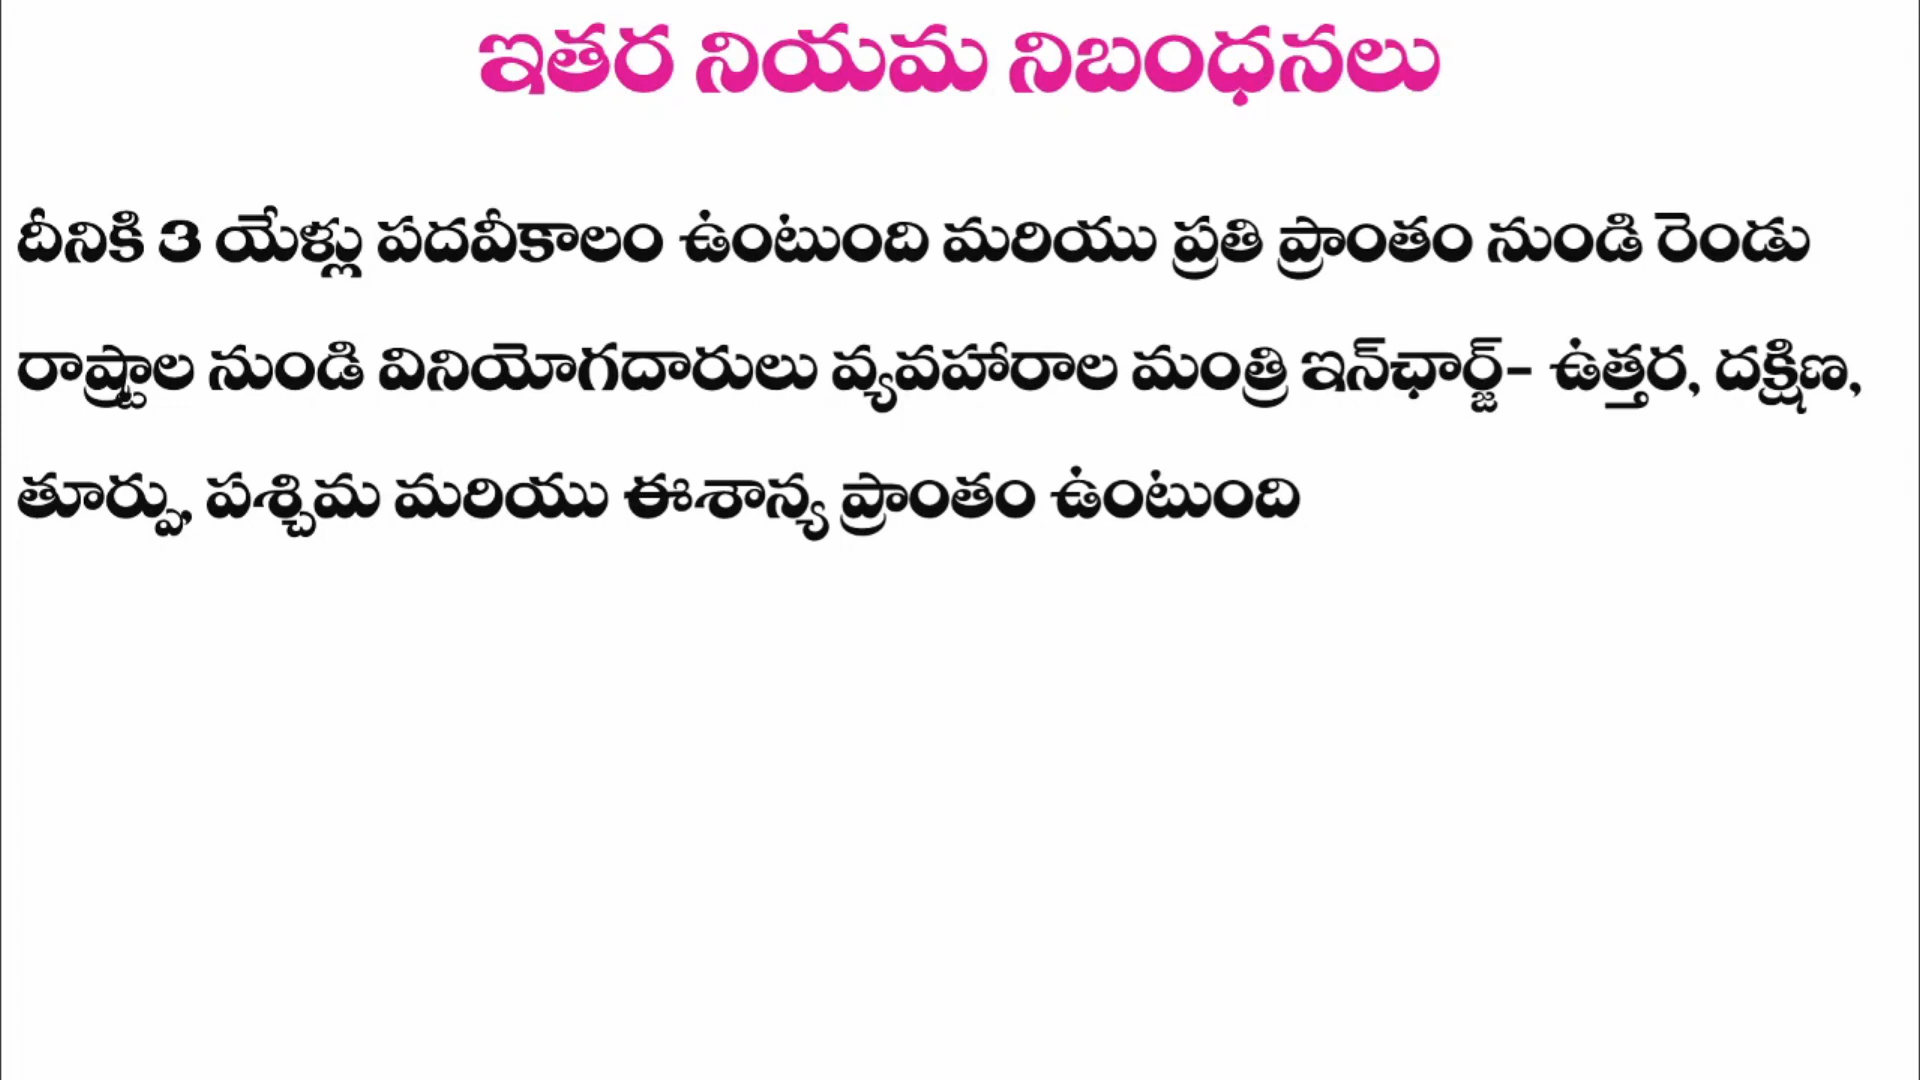 ఇతర నియమ నిబంధనలు
దీనికి 3 యేళ్లు పదవీకాలం ఉంటుంది మరియు ప్రతి ప్రాంతం నుండి రెండు
రాష్ట్రాల నుండి వినియోగదారులు వ్యవహారాల మంత్రి ఇన్‌ఛార్జ్- ఉత్తర, దక్షిణ,
తూర్పు, పశ్చిమ మరియు ఈశాన్య ప్రాంతం ఉంటుంది